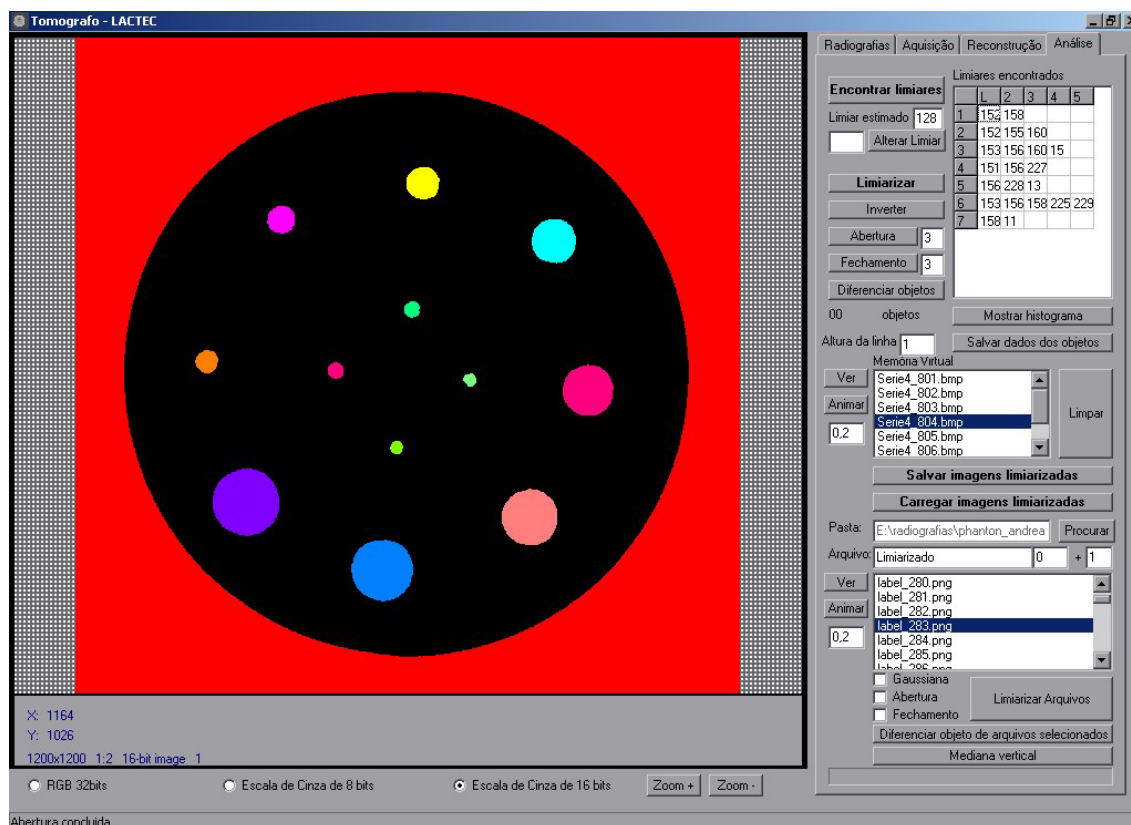 Tomografo - LACTEC
Radiografias Aquisição Reconstrução Análise
Encontrar limiares
Limiar estimado 128
Alterar Limiar
Limiarizar
Inverter
Abertura 3
Fechamento 3
Diferenciar objetos
00 objetos
Limiares encontrados
L 2 3 4 5
1 152 158
2 152 155 160
3 153 156 160 15
4 151 156 227
5 156 228 13
6 153 156 158 225 229
7 158 11
Mostrar histograma
Altura da linha 1
Salvar dados dos objetos
Memória Virtual
Ver
Animar
0,2
Serie4_801.bmp
Serie4_802.bmp
Serie4_803.bmp
Serie4_804.bmp
Serie4_805.bmp
Serie4_806.bmp
Limpar
Salvar imagens limiarizadas
Carregar imagens limiarizadas
Pasta: E:\radiografias\phanton_andrea Procurar
Arquivo: Limiarizado 0 + 1
Ver
Animar
0,2
label_280.png
label_281.png
label_282.png
label_283.png
label_284.png
label_285.png
label_286.png
Gaussiana
Abertura
Fechamento
Limiarizar Arquivos
Diferenciar objeto de arquivos selecionados
Mediana vertical
X: 1164
Y: 1026
1200x1200 1:2 16-bit image 1
RGB 32bits Escala de Cinza de 8 bits Escala de Cinza de 16 bits Zoom + Zoom -
Abertura concluida